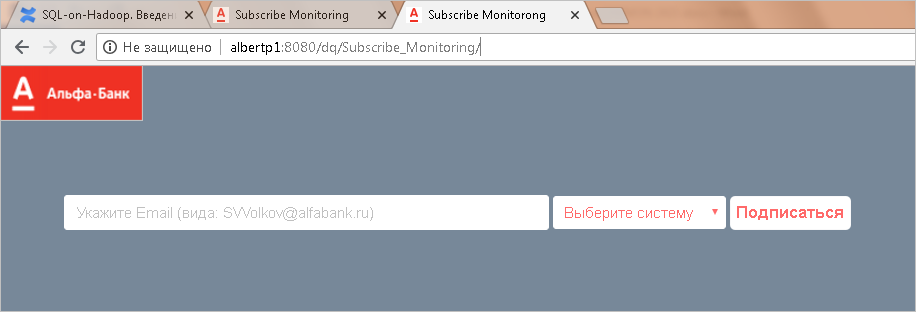 SQL-on-Hadoop. Введени
Subscribe Monitoring
Subscribe Monitorong
Не защищено
albertp1:8080/dq/Subscribe_Monitoring/
А Альфа-Банк
Укажите Email (вида: SVVolkov@alfabank.ru)
Выберите систему
Подписаться